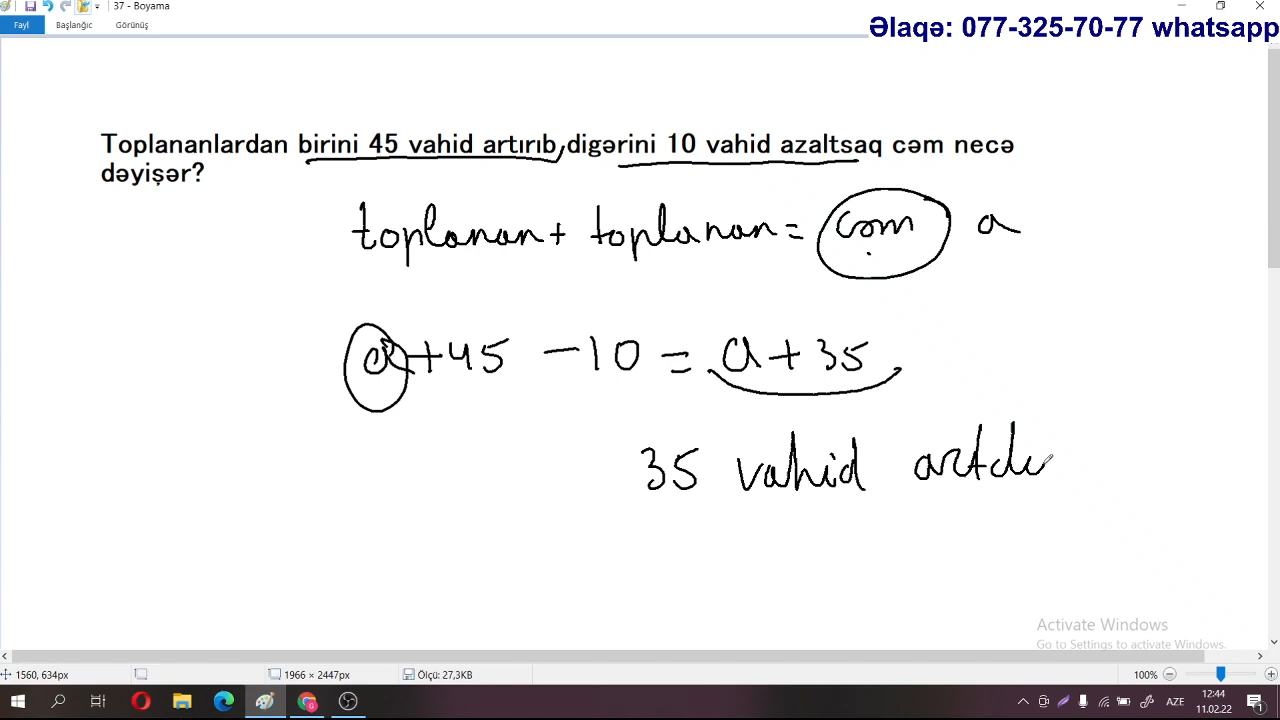 37 - Boyama
Əlaqə: 077-325-70-77 whatsapp
Fayl Başlanğıc Görünüş
Toplananlardan birini 45 vahid artırıb,digərini 10 vahid azaltsaq cəm necə
dəyişər?
toplanan + toplanan = cəm a
a + 45 - 10 = a + 35
35 vahid artdı
Activate Windows
Go to Settings to activate Windows.
1560, 634px 1966 × 2447px Ölçü: 27,3KB 100%
AZE 12:44
11.02.22 1